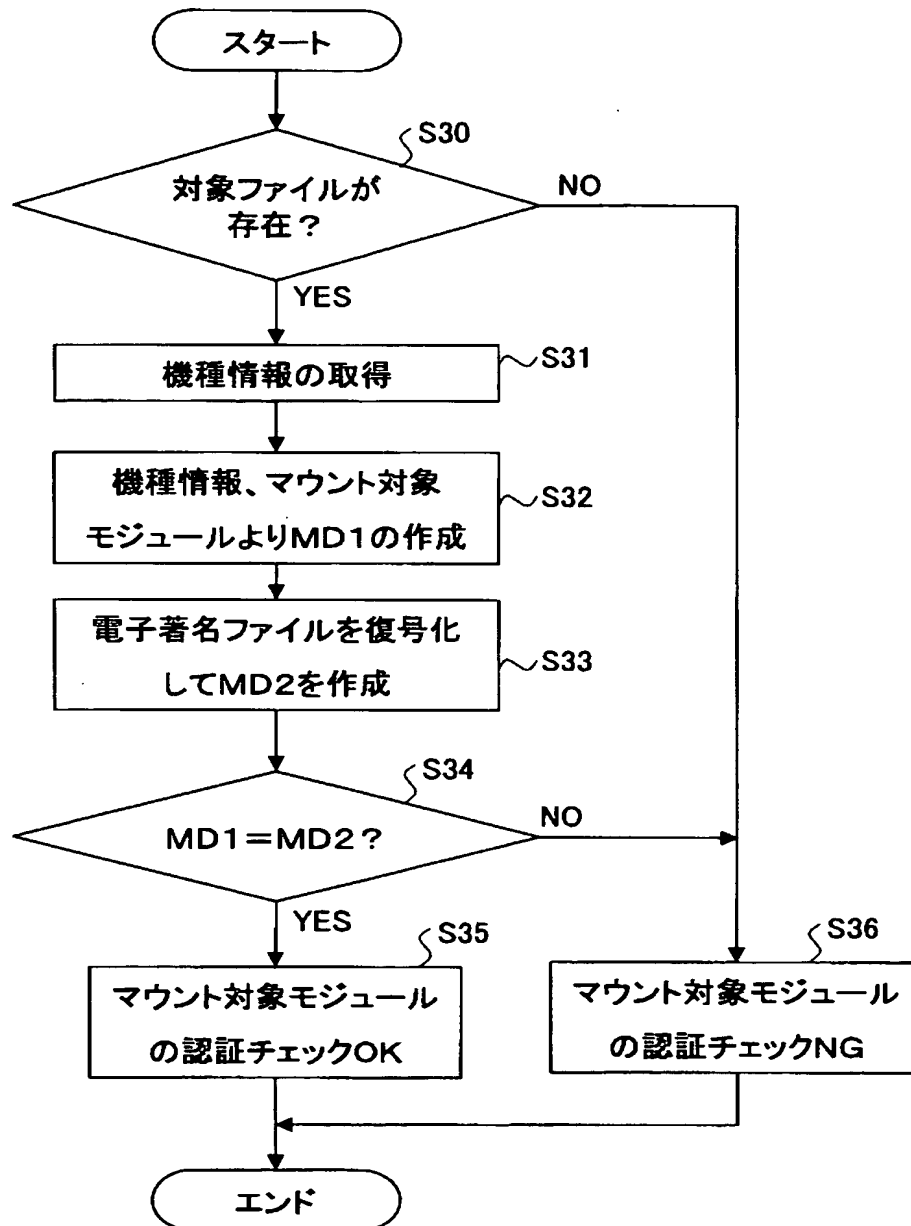 スタート
S30
対象ファイルが
存在？
NO
YES
機種情報の取得
S31
機種情報、マウント対象
モジュールよりMD1の作成
S32
電子著名ファイルを復号化
してMD2を作成
S33
S34
MD1＝MD2？
NO
YES
S35
マウント対象モジュール
の認証チェックOK
S36
マウント対象モジュール
の認証チェックNG
エンド